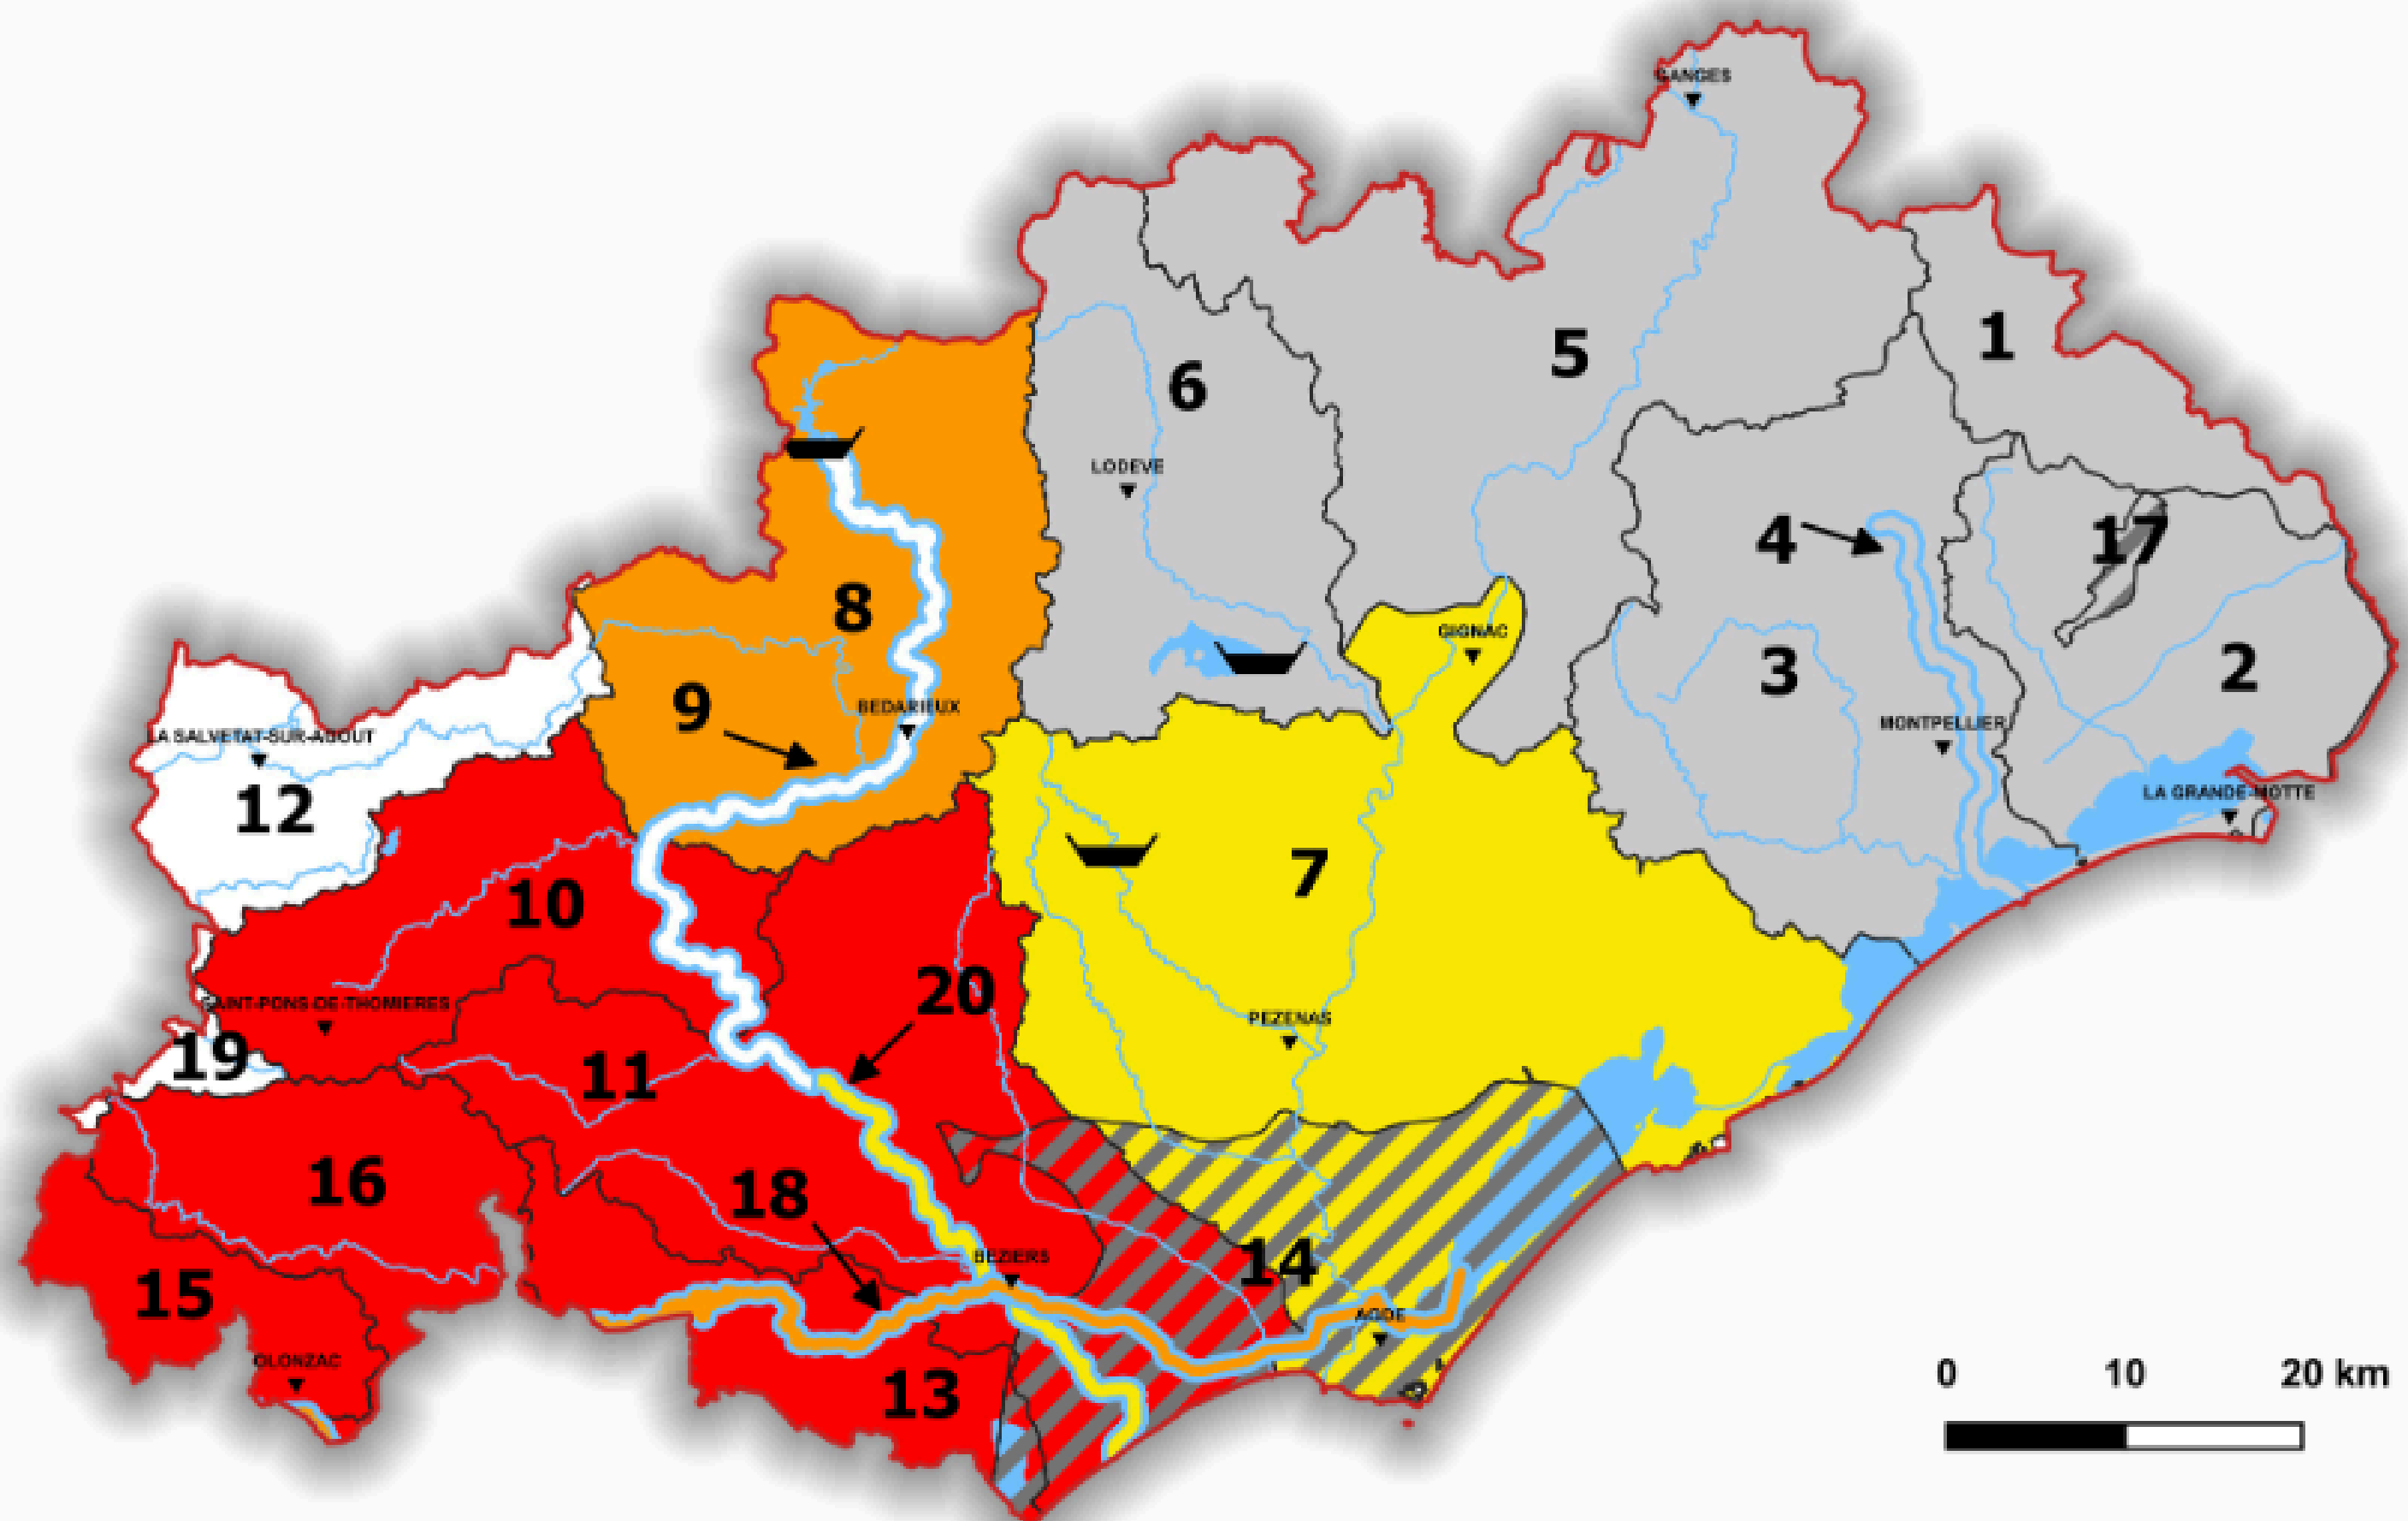 GANGES
1
5
6
LODEVE
4
17
8
GIGNAC
2
3
9
BEDARIEUX
MONTPELLIER
LA SALVETAT-SUR-AGOUT
LA GRANDE-MOTTE
12
7
10
20
SAINT-PONS-DE-THOMIERES
PEZENAS
19
11
16
18
BEZIERS
14
15
AGDE
OLONZAC
13
0 10 20 km